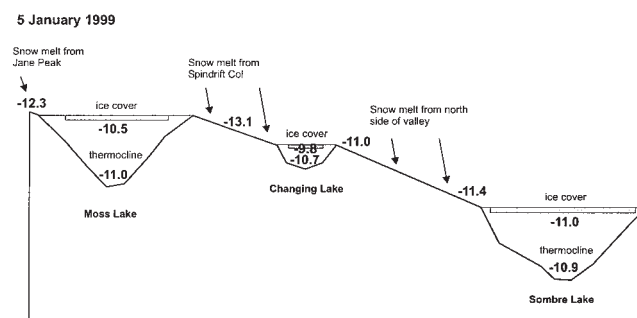 5 January 1999
Snow melt from
Jane Peak
Snow melt from
Spindrift Col
-12.3
ice cover
-10.5
-13.1
Snow melt from north
side of valley
ice cover
-9.8
-11.0
thermocline
-10.7
-11.0
Changing Lake
-11.4
ice cover
Moss Lake
-11.0
thermocline
-10.9
Sombre Lake